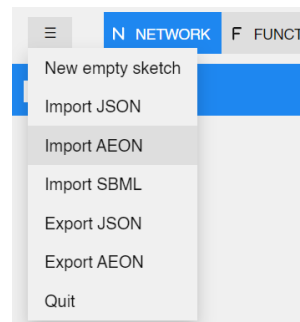 ☰ N NETWORK F FUNCT
New empty sketch
Import JSON
Import AEON
Import SBML
Export JSON
Export AEON
Quit